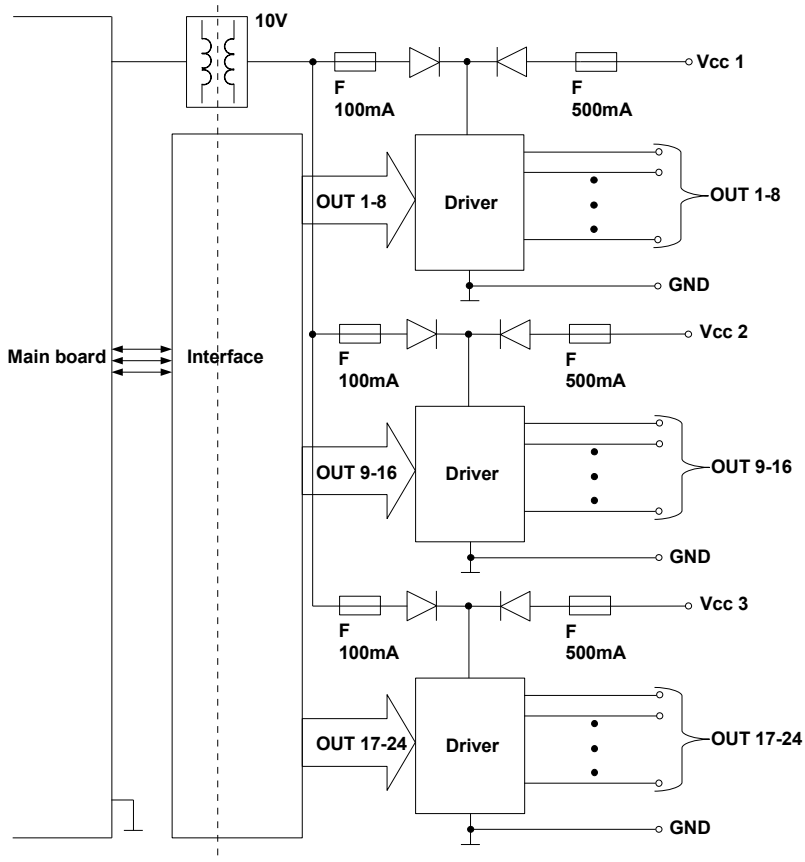 10V
Vcc 1
F
100mA
F
500mA
OUT 1-8
Driver
OUT 1-8
GND
Main board
Interface
Vcc 2
F
100mA
F
500mA
OUT 9-16
Driver
OUT 9-16
GND
Vcc 3
F
100mA
F
500mA
OUT 17-24
Driver
OUT 17-24
GND